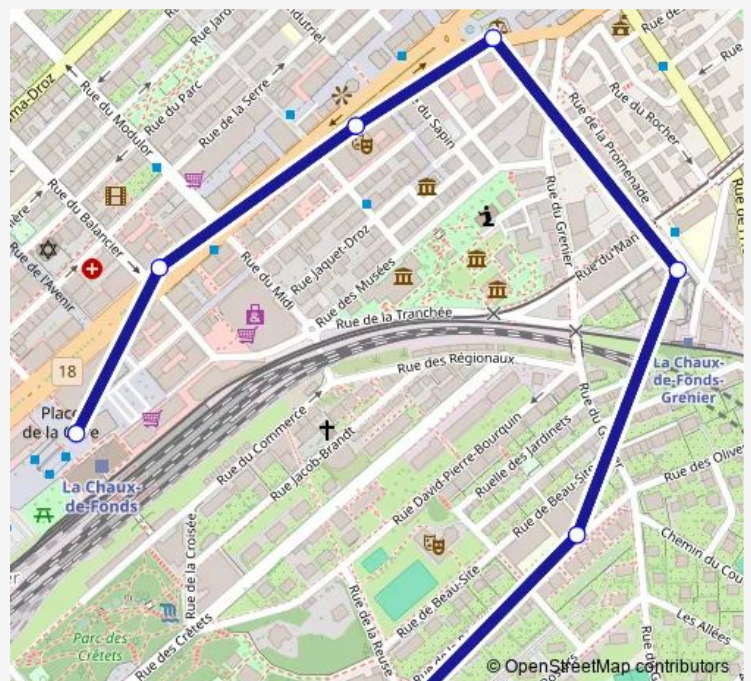 Rue du Parc
Rue de la Serre
Rue du Modulor
Rue du Balancier
Rue de l'Avenir
Rue du Midi
Rue Jaquet-Droz
Rue des Musées
du Sapin
Rue du Rocher
Rue de la Promenade
Rue du Grenier
Rue de la Tranchée
Rue des Régionaux
La Chaux-
de-Fonds-
Grenier
18
Place
de la
La Chaux-
de-Fonds
Rue du Commerce
Rue Jacob-Brandt
Rue David-Pierre-Bourquin
Ruelle des Jardinets
Rue de Beau-Site
Rue des Olive
Chemin du Cou
Les Allées
Rue de la Croisée
Rue de Beau-Site
Rue de la Reuse
Parc des
Crêtets
Rue des Crêtets
© OpenStreetMap contributors